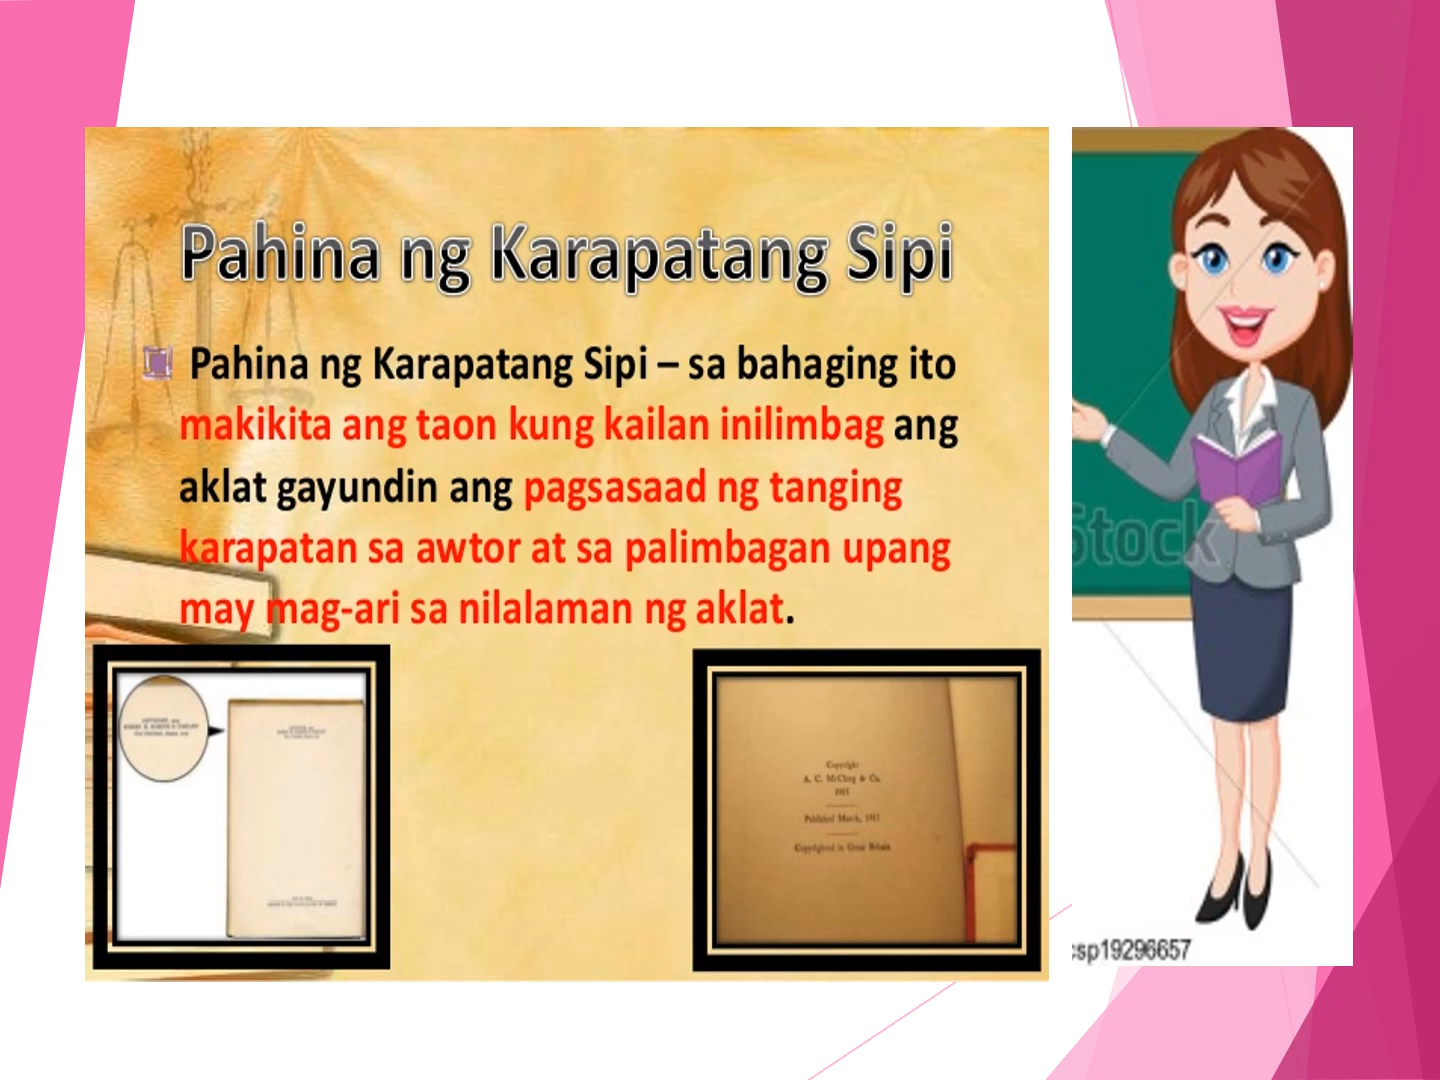 Pahina ng Karapatang Sipi
Pahina ng Karapatang Sipi – sa bahaging ito
makikita ang taon kung kailan inilimbag ang
aklat gayundin ang pagsasaad ng tanging
karapatan sa awtor at sa palimbagan upang
may mag-ari sa nilalaman ng aklat.
Copyright
A. C. McClurg & Co.
Published March,
Copyrighted in Great Britain
Stock
csp19296657